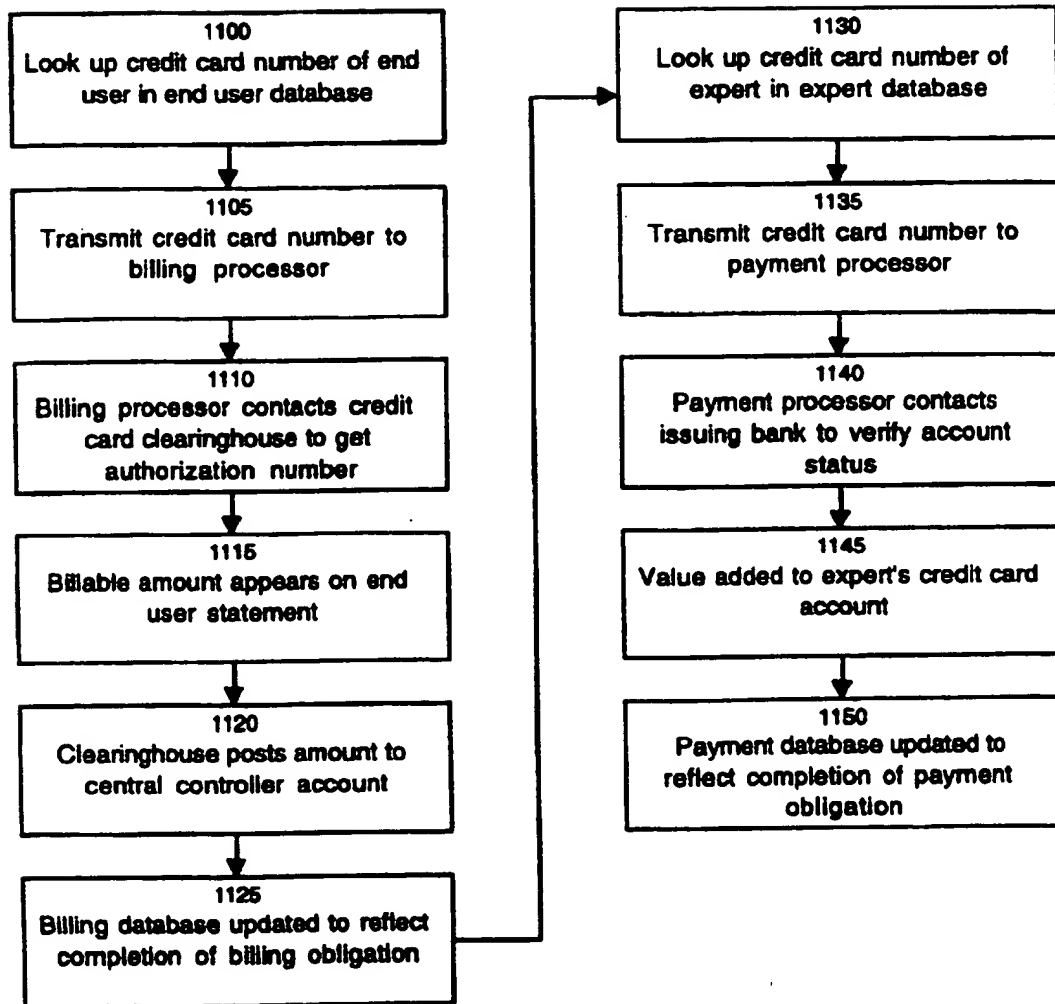 1100
Look up credit card number of end
user in end user database
1105
Transmit credit card number to
billing processor
1110
Billing processor contacts credit
card clearinghouse to get
authorization number
1115
Billable amount appears on end
user statement
1120
Clearinghouse posts amount to
central controller account
1125
Billing database updated to reflect
completion of billing obligation
1130
Look up credit card number of
expert in expert database
1135
Transmit credit card number to
payment processor
1140
Payment processor contacts
issuing bank to verify account
status
1145
Value added to expert's credit card
account
1150
Payment database updated to
reflect completion of payment
obligation